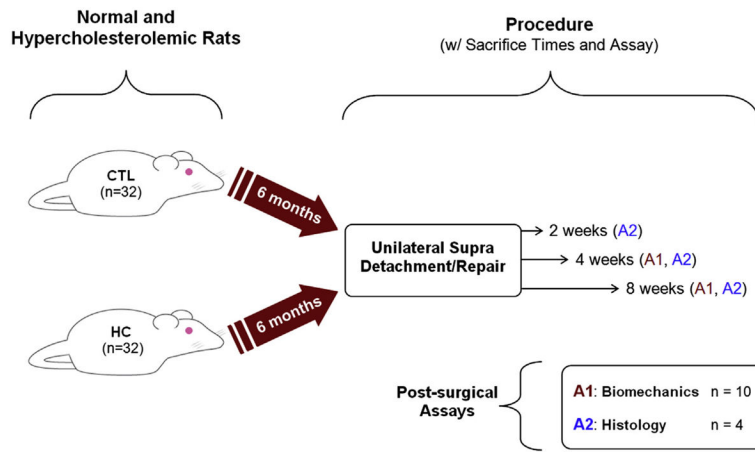 Normal and
Hypercholesterolemic Rats
Procedure
(w/ Sacrifice Times and Assay)
CTL
(n=32)
6 months
HC
(n=32)
6 months
Unilateral Supra
Detachment/Repair
2 weeks (A2)
4 weeks (A1, A2)
8 weeks (A1, A2)
Post-surgical
Assays
A1: Biomechanics n = 10
A2: Histology n = 4